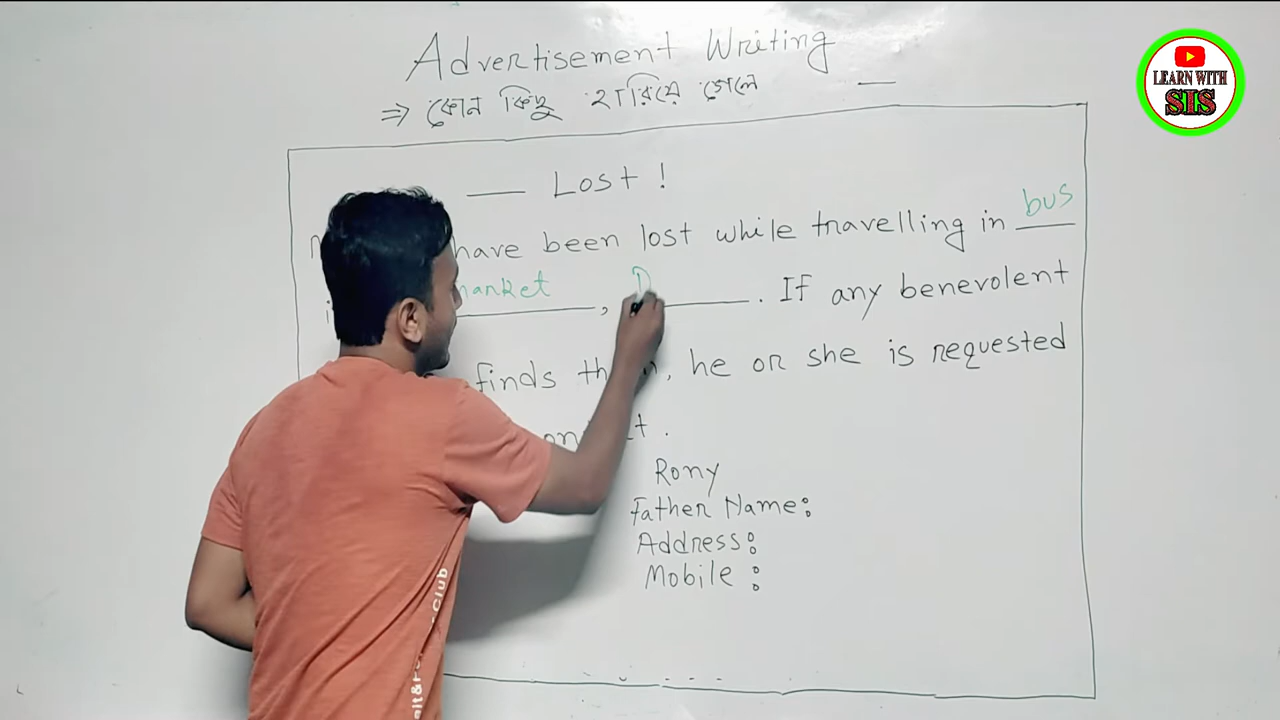 Advertisement Writing
⇒ কোন কিছু হারিয়ে গেলে
LEARN WITH
SIS
Lost !
have been lost while travelling in bus
market , D . If any benevolent
finds , he or she is requested
Rony
Father Name:
Address:
Mobile :
Club